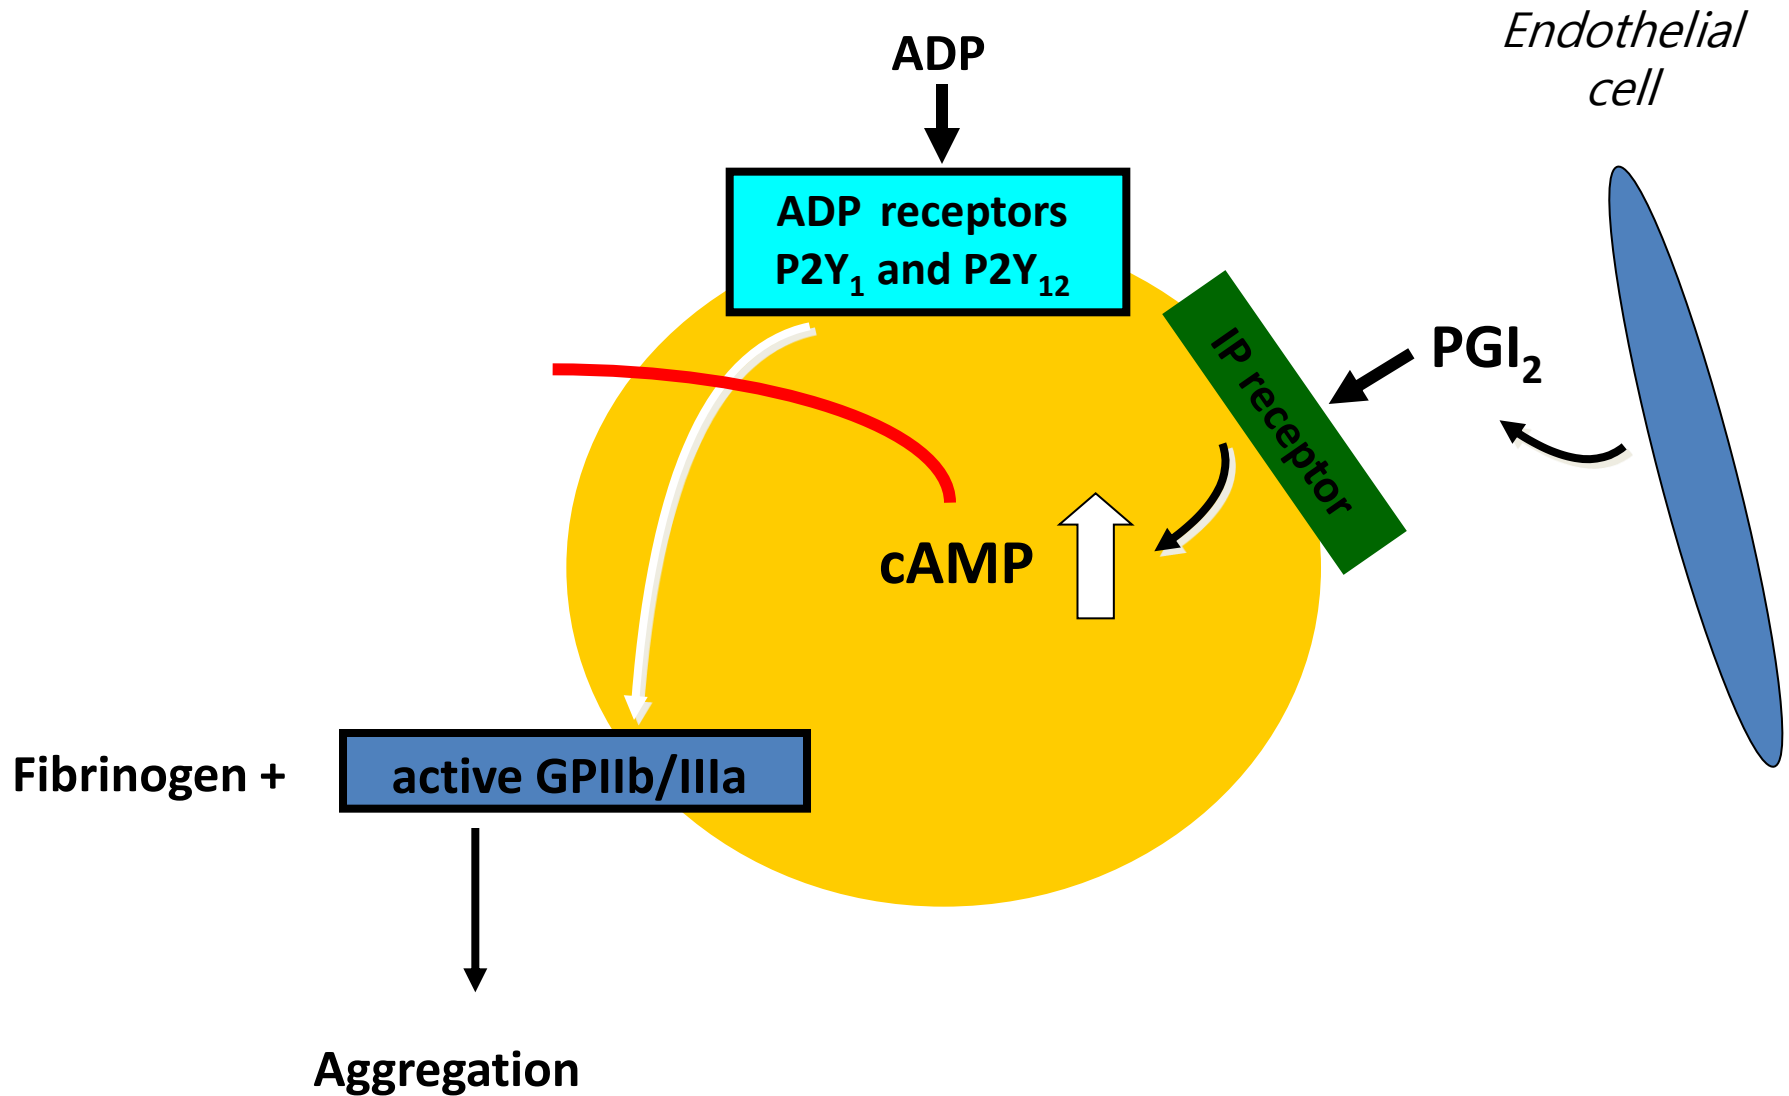 Endothelial
cell
ADP
ADP receptors
P2Y₁ and P2Y₁₂
IP receptor
PGI₂
cAMP
Fibrinogen +
active GPIIb/IIIa
Aggregation